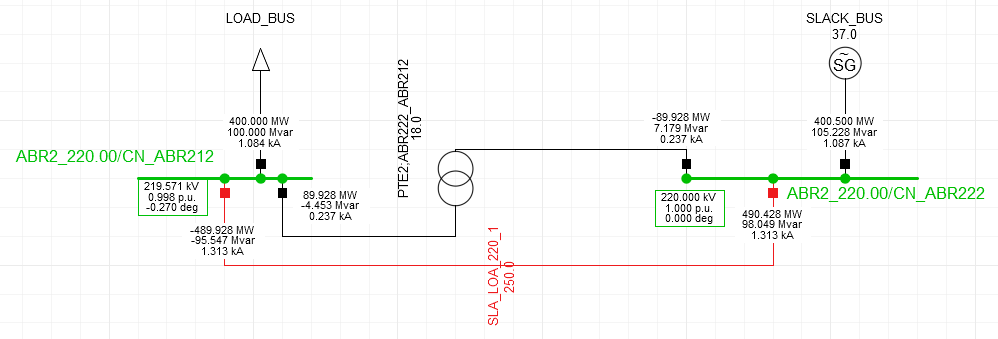 LOAD_BUS
SLACK_BUS
37.0
~
SG
PTE2;ABR222_ABR212
18.0
400.000 MW
100.000 Mvar
1.084 kA
-89.928 MW
7.179 Mvar
0.237 kA
400.500 MW
105.228 Mvar
1.087 kA
ABR2_220.00/CN_ABR212
219.571 kV
0.998 p.u.
-0.270 deg
89.928 MW
-4.453 Mvar
0.237 kA
220.000 kV
1.000 p.u.
0.000 deg
ABR2_220.00/CN_ABR222
-489.928 MW
-95.547 Mvar
1.313 kA
490.428 MW
98.049 Mvar
1.313 kA
SLA_LOA_220_1
250.0